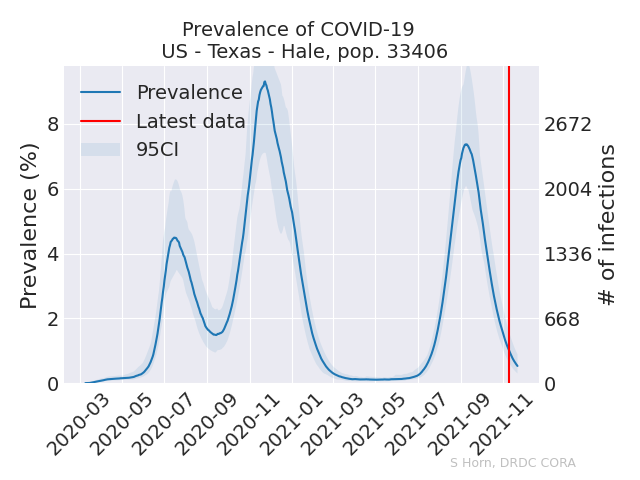 Prevalence of COVID-19
US - Texas - Hale, pop. 33406
Prevalence
Latest data
95CI
Prevalence (%)
8
6
4
2
0
2672
2004
1336
668
0
# of infections
2020-03
2020-05
2020-07
2020-09
2020-11
2021-01
2021-03
2021-05
2021-07
2021-09
2021-11
S Horn, DRDC CORA